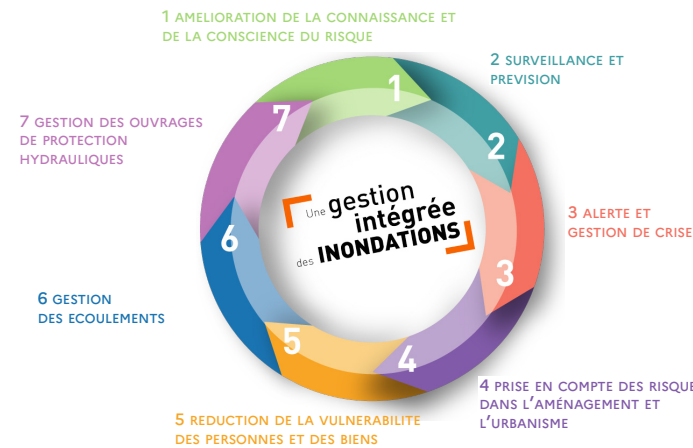 1 AMELIORATION DE LA CONNAISSANCE ET
DE LA CONSCIENCE DU RISQUE
2 SURVEILLANCE ET
PREVISION
3 ALERTE ET
GESTION DE CRISE
4 PRISE EN COMPTE DES RISQUE
DANS L'AMÉNAGEMENT ET
L'URBANISME
5 REDUCTION DE LA VULNERABILITE
DES PERSONNES ET DES BIENS
6 GESTION
DES ECOULEMENTS
7 GESTION DES OUVRAGES
DE PROTECTION
HYDRAULIQUES
1
2
3
4
5
6
7
Une gestion
intégrée
des INONDATIONS